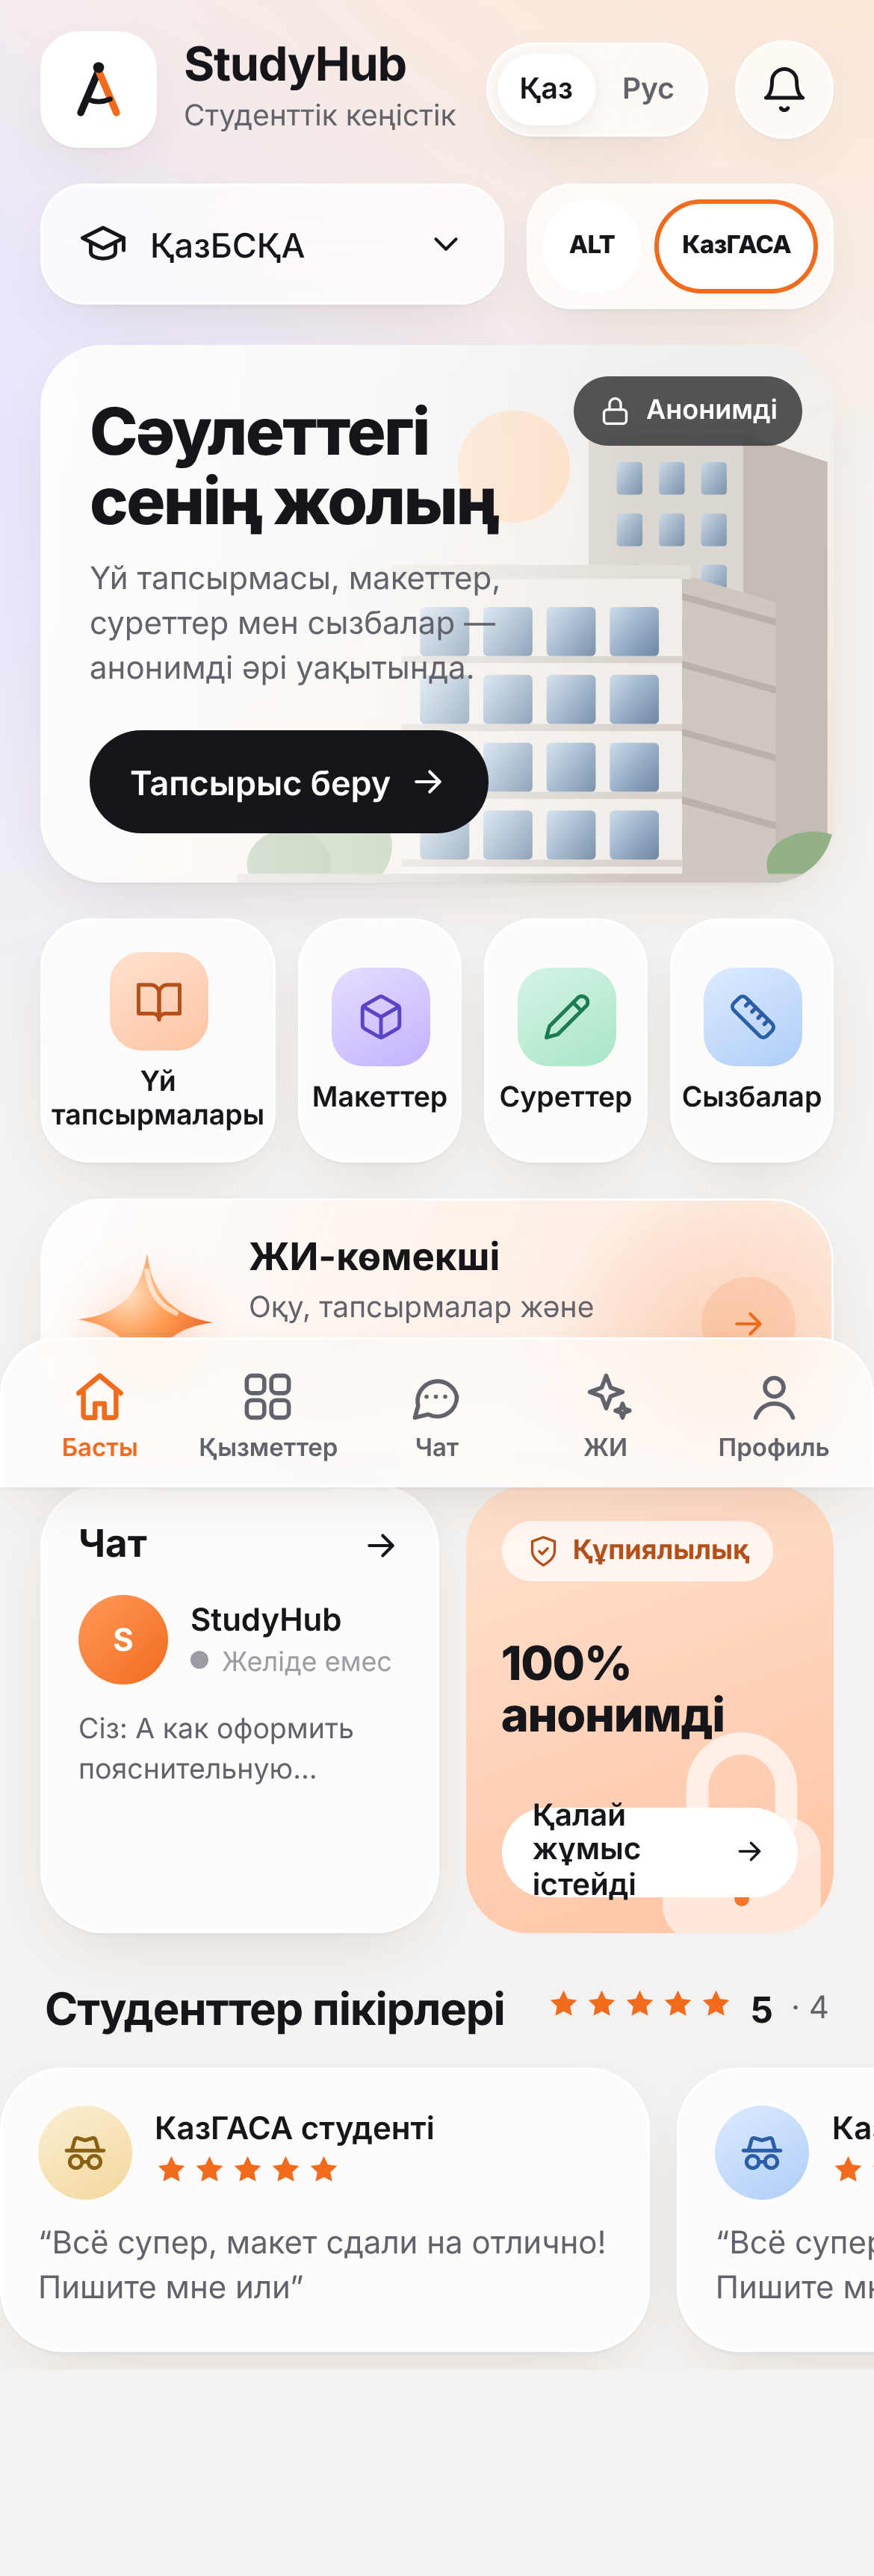 StudyHub
Студенттік кеңістік
Қаз
Рус
ҚазБСҚА
ALT
КазГАСА
Анонимді
Сәулеттегі
сенің жолың
Үй тапсырмасы, макеттер,
суреттер мен сызбалар —
анонимді әрі уақытында.
Тапсырыс беру
Үй
тапсырмалары
Макеттер
Суреттер
Сызбалар
ЖИ-көмекші
Оқу, тапсырмалар және
Басты
Қызметтер
Чат
ЖИ
Профиль
Чат
S
StudyHub
Желіде емес
Сіз: А как оформить
пояснительную...
Құпиялылық
100%
анонимді
Қалай
жұмыс
істейді
Студенттер пікірлері
5 · 4
КазГАСА студенті
“Всё супер, макет сдали на отлично!
Пишите мне или”
Каз
“Всё супер
Пишите м